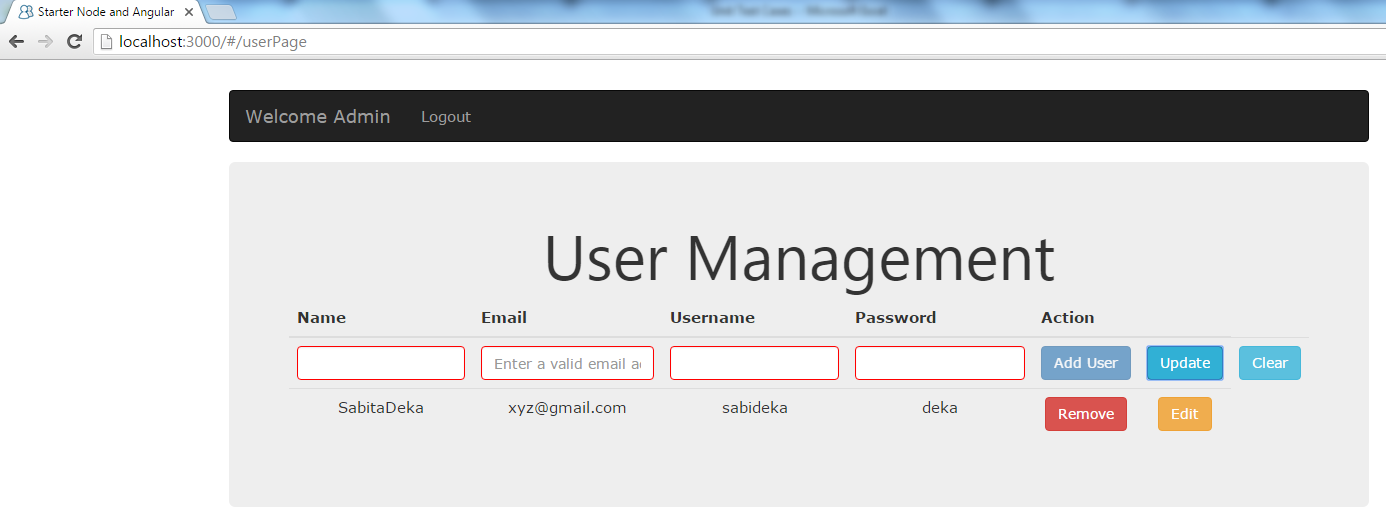 Starter Node and Angular
localhost:3000/#/userPage
Welcome Admin Logout
User Management
Name Email Username Password Action
Enter a valid email a Add User Update Clear
SabitaDeka xyz@gmail.com sabideka deka Remove Edit